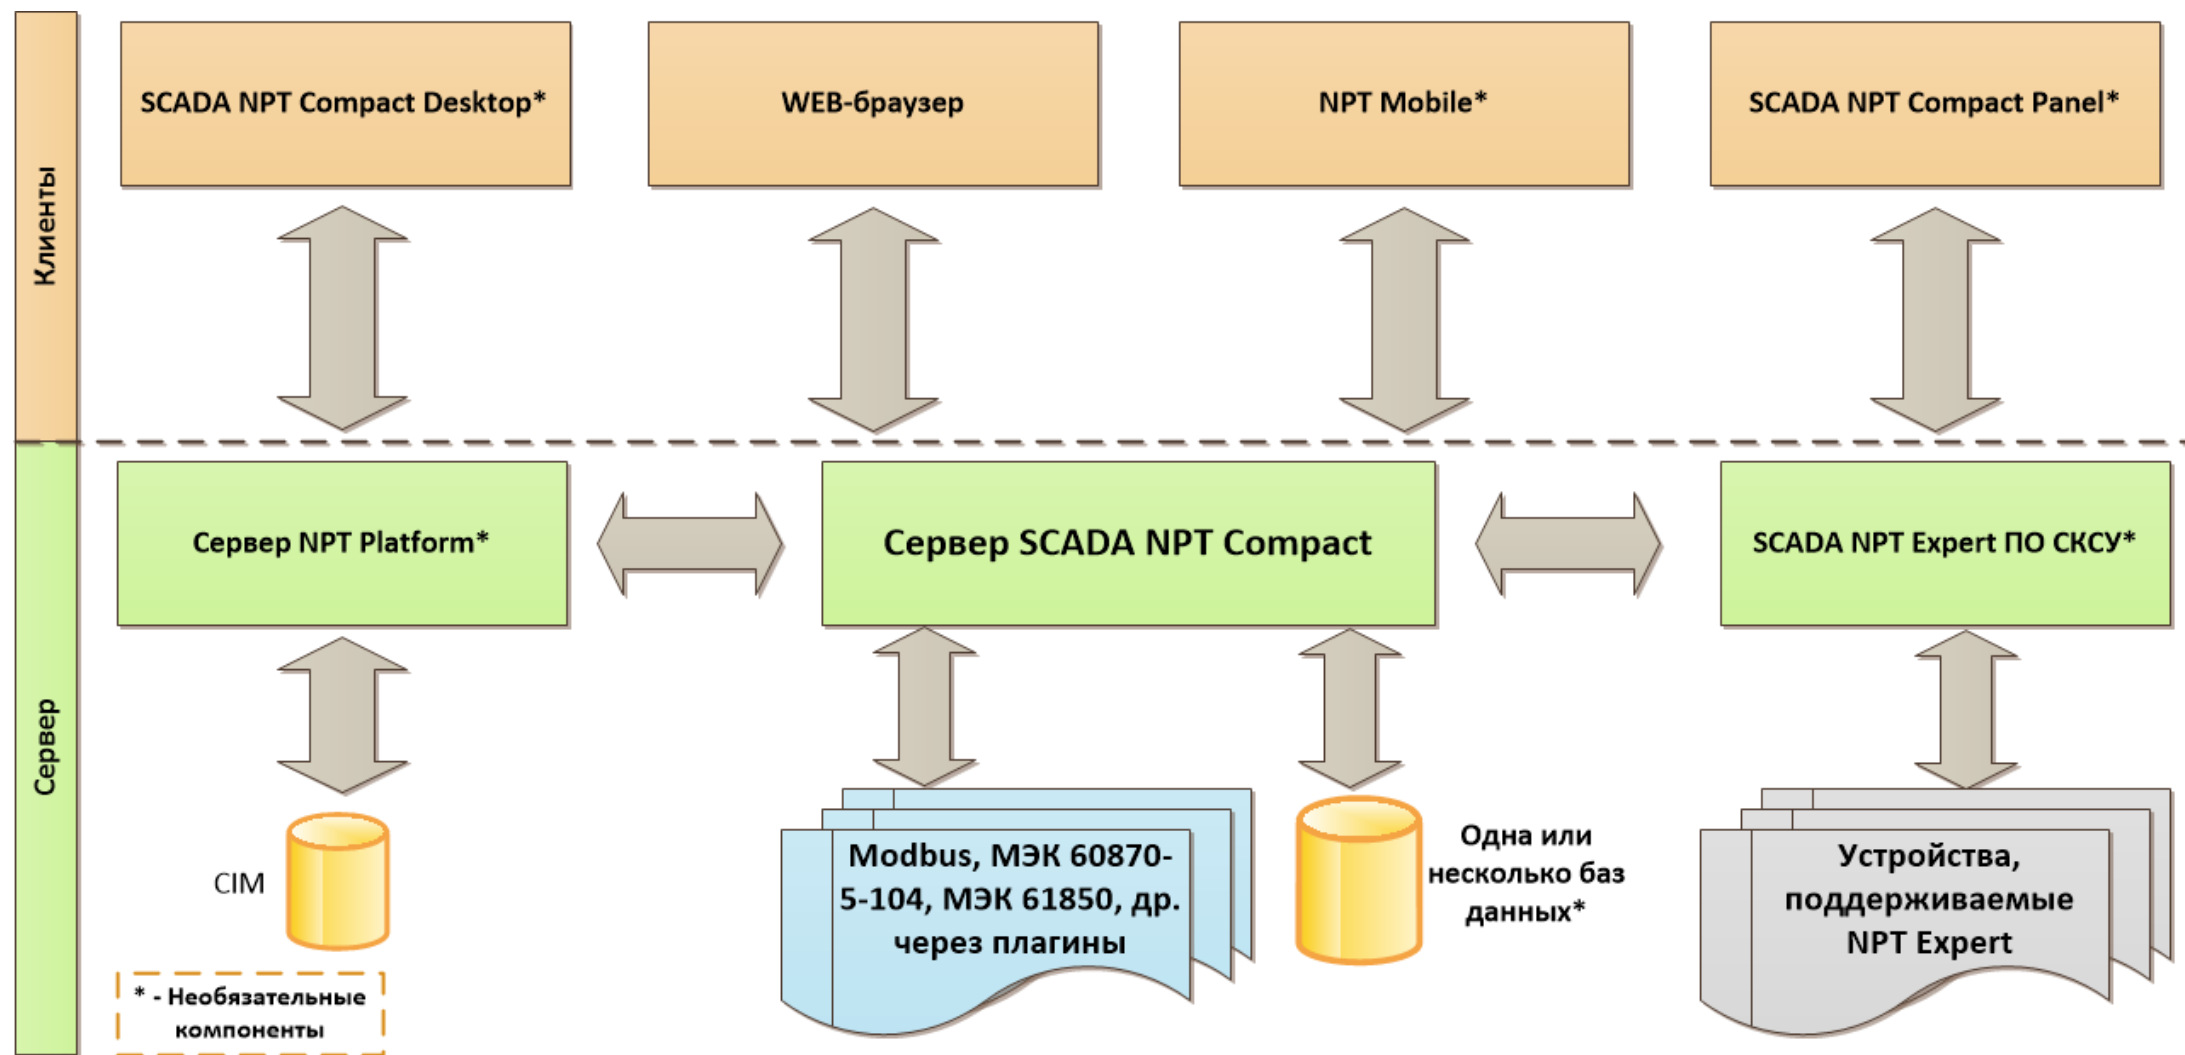 Клиенты
SCADA NPT Compact Desktop*
WEB-браузер
NPT Mobile*
SCADA NPT Compact Panel*
Сервер
Сервер NPT Platform*
Сервер SCADA NPT Compact
SCADA NPT Expert ПО СКСУ*
CIM
Modbus, МЭК 60870-
5-104, МЭК 61850, др.
через плагины
Одна или
несколько баз
данных*
Устройства,
поддерживаемые
NPT Expert
* - Необязательные
компоненты